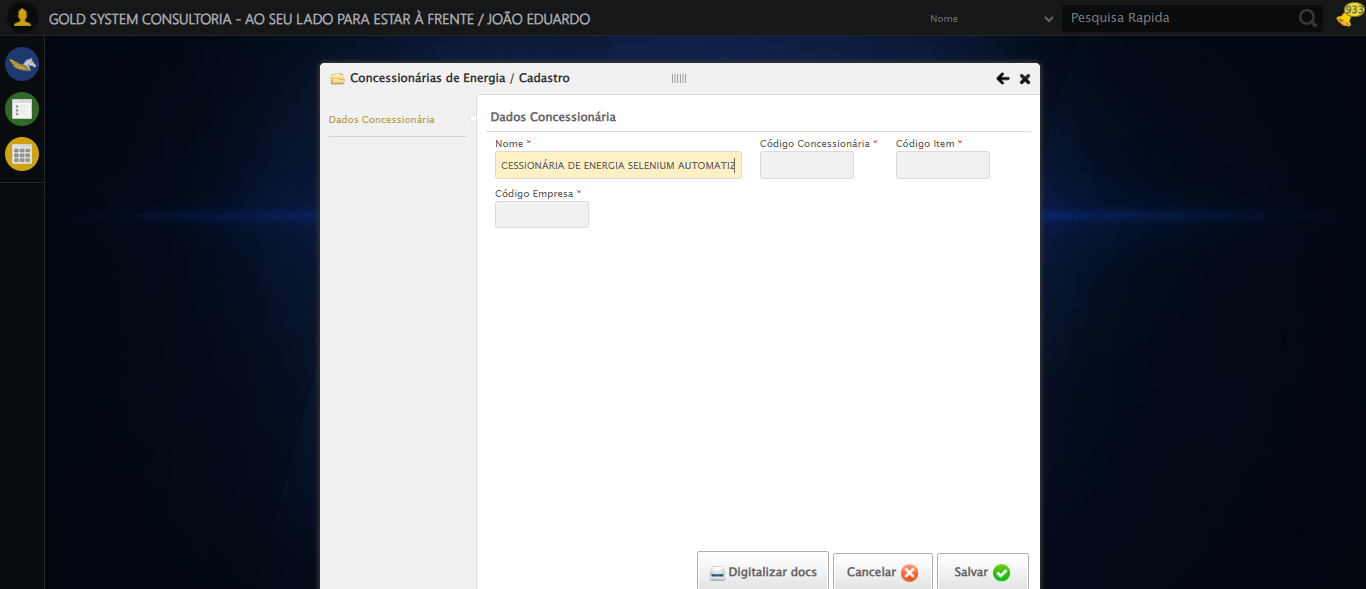 GOLD SYSTEM CONSULTORIA - AO SEU LADO PARA ESTAR À FRENTE / JOÃO EDUARDO
Nome
Pesquisa Rapida
933
Concessionárias de Energia / Cadastro
Dados Concessionária
Dados Concessionária
Nome *
Código Concessionária *
Código Item *
CESSIONÁRIA DE ENERGIA SELENIUM AUTOMATIZ
Código Empresa *
Digitalizar docs
Cancelar
Salvar